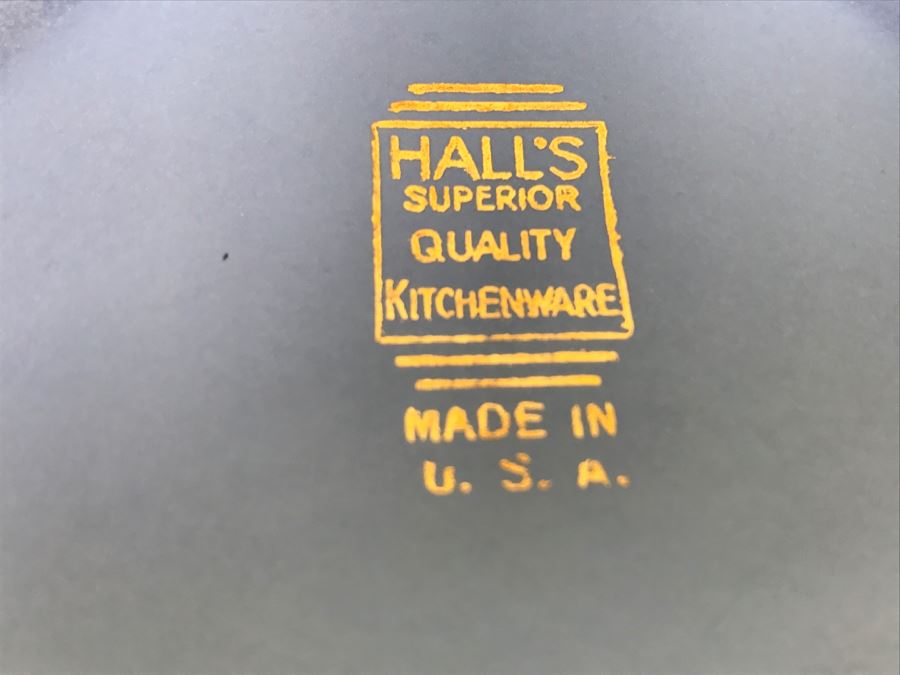 HALL'S
SUPERIOR
QUALITY
KITCHENWARE
MADE IN
U. S. A.